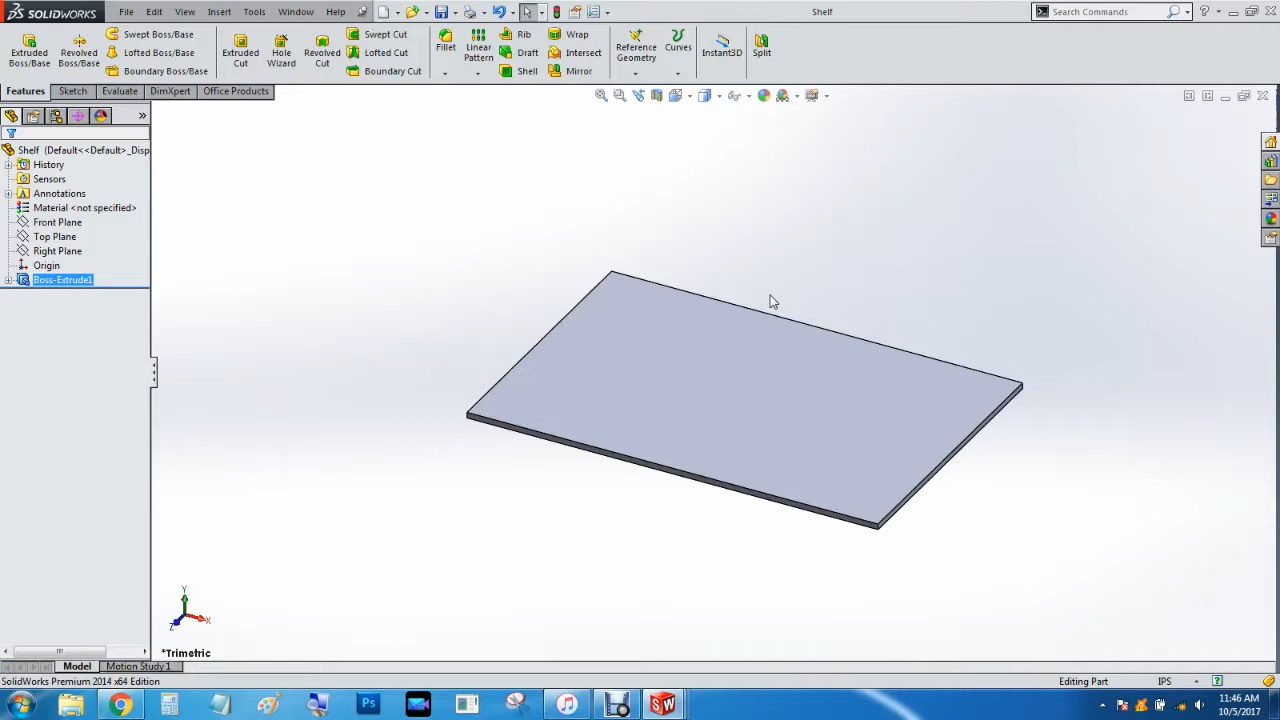 SOLIDWORKS File Edit View Insert Tools Window Help Shelf Search Commands
Extruded Boss/Base
Revolved Boss/Base
Swept Boss/Base
Lofted Boss/Base
Boundary Boss/Base
Extruded Cut
Hole Wizard
Revolved Cut
Swept Cut
Lofted Cut
Boundary Cut
Fillet
Linear Pattern
Rib
Draft
Shell
Wrap
Intersect
Mirror
Reference Geometry
Curves
Instant3D
Split
Features Sketch Evaluate DimXpert Office Products
Shelf (Default<<Default>_Disp
History
Sensors
Annotations
Material <not specified>
Front Plane
Top Plane
Right Plane
Origin
Boss-Extrude1
Y
X
Z
*Trimetric
Model Motion Study 1
SolidWorks Premium 2014 x64 Edition Editing Part IPS
Ps
SW
11:46 AM
10/5/2017